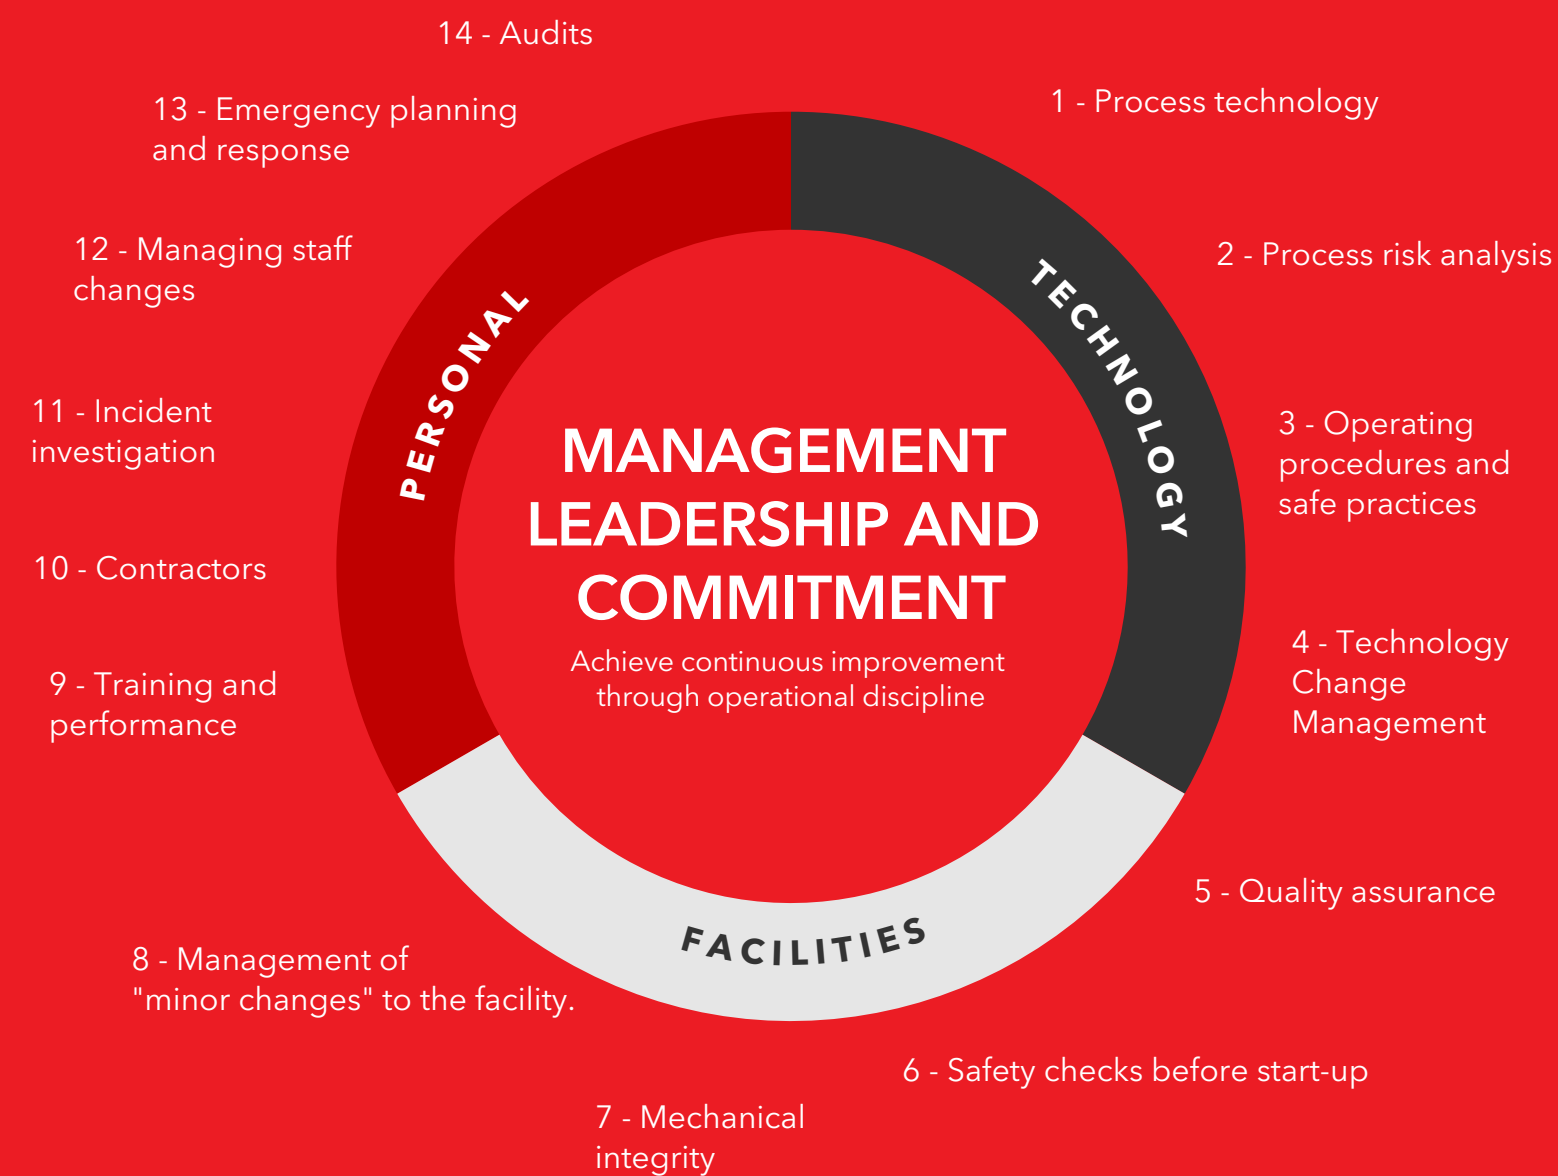 14 - Audits
1 - Process technology
13 - Emergency planning
and response
2 - Process risk analysis
12 - Managing staff
changes
PERSONAL
TECHNOLOGY
11 - Incident
investigation
3 - Operating
procedures and
safe practices
MANAGEMENT
LEADERSHIP AND
COMMITMENT
Achieve continuous improvement
through operational discipline
10 - Contractors
4 - Technology
Change
Management
9 - Training and
performance
5 - Quality assurance
FACILITIES
8 - Management of
"minor changes" to the facility.
6 - Safety checks before start-up
7 - Mechanical
integrity